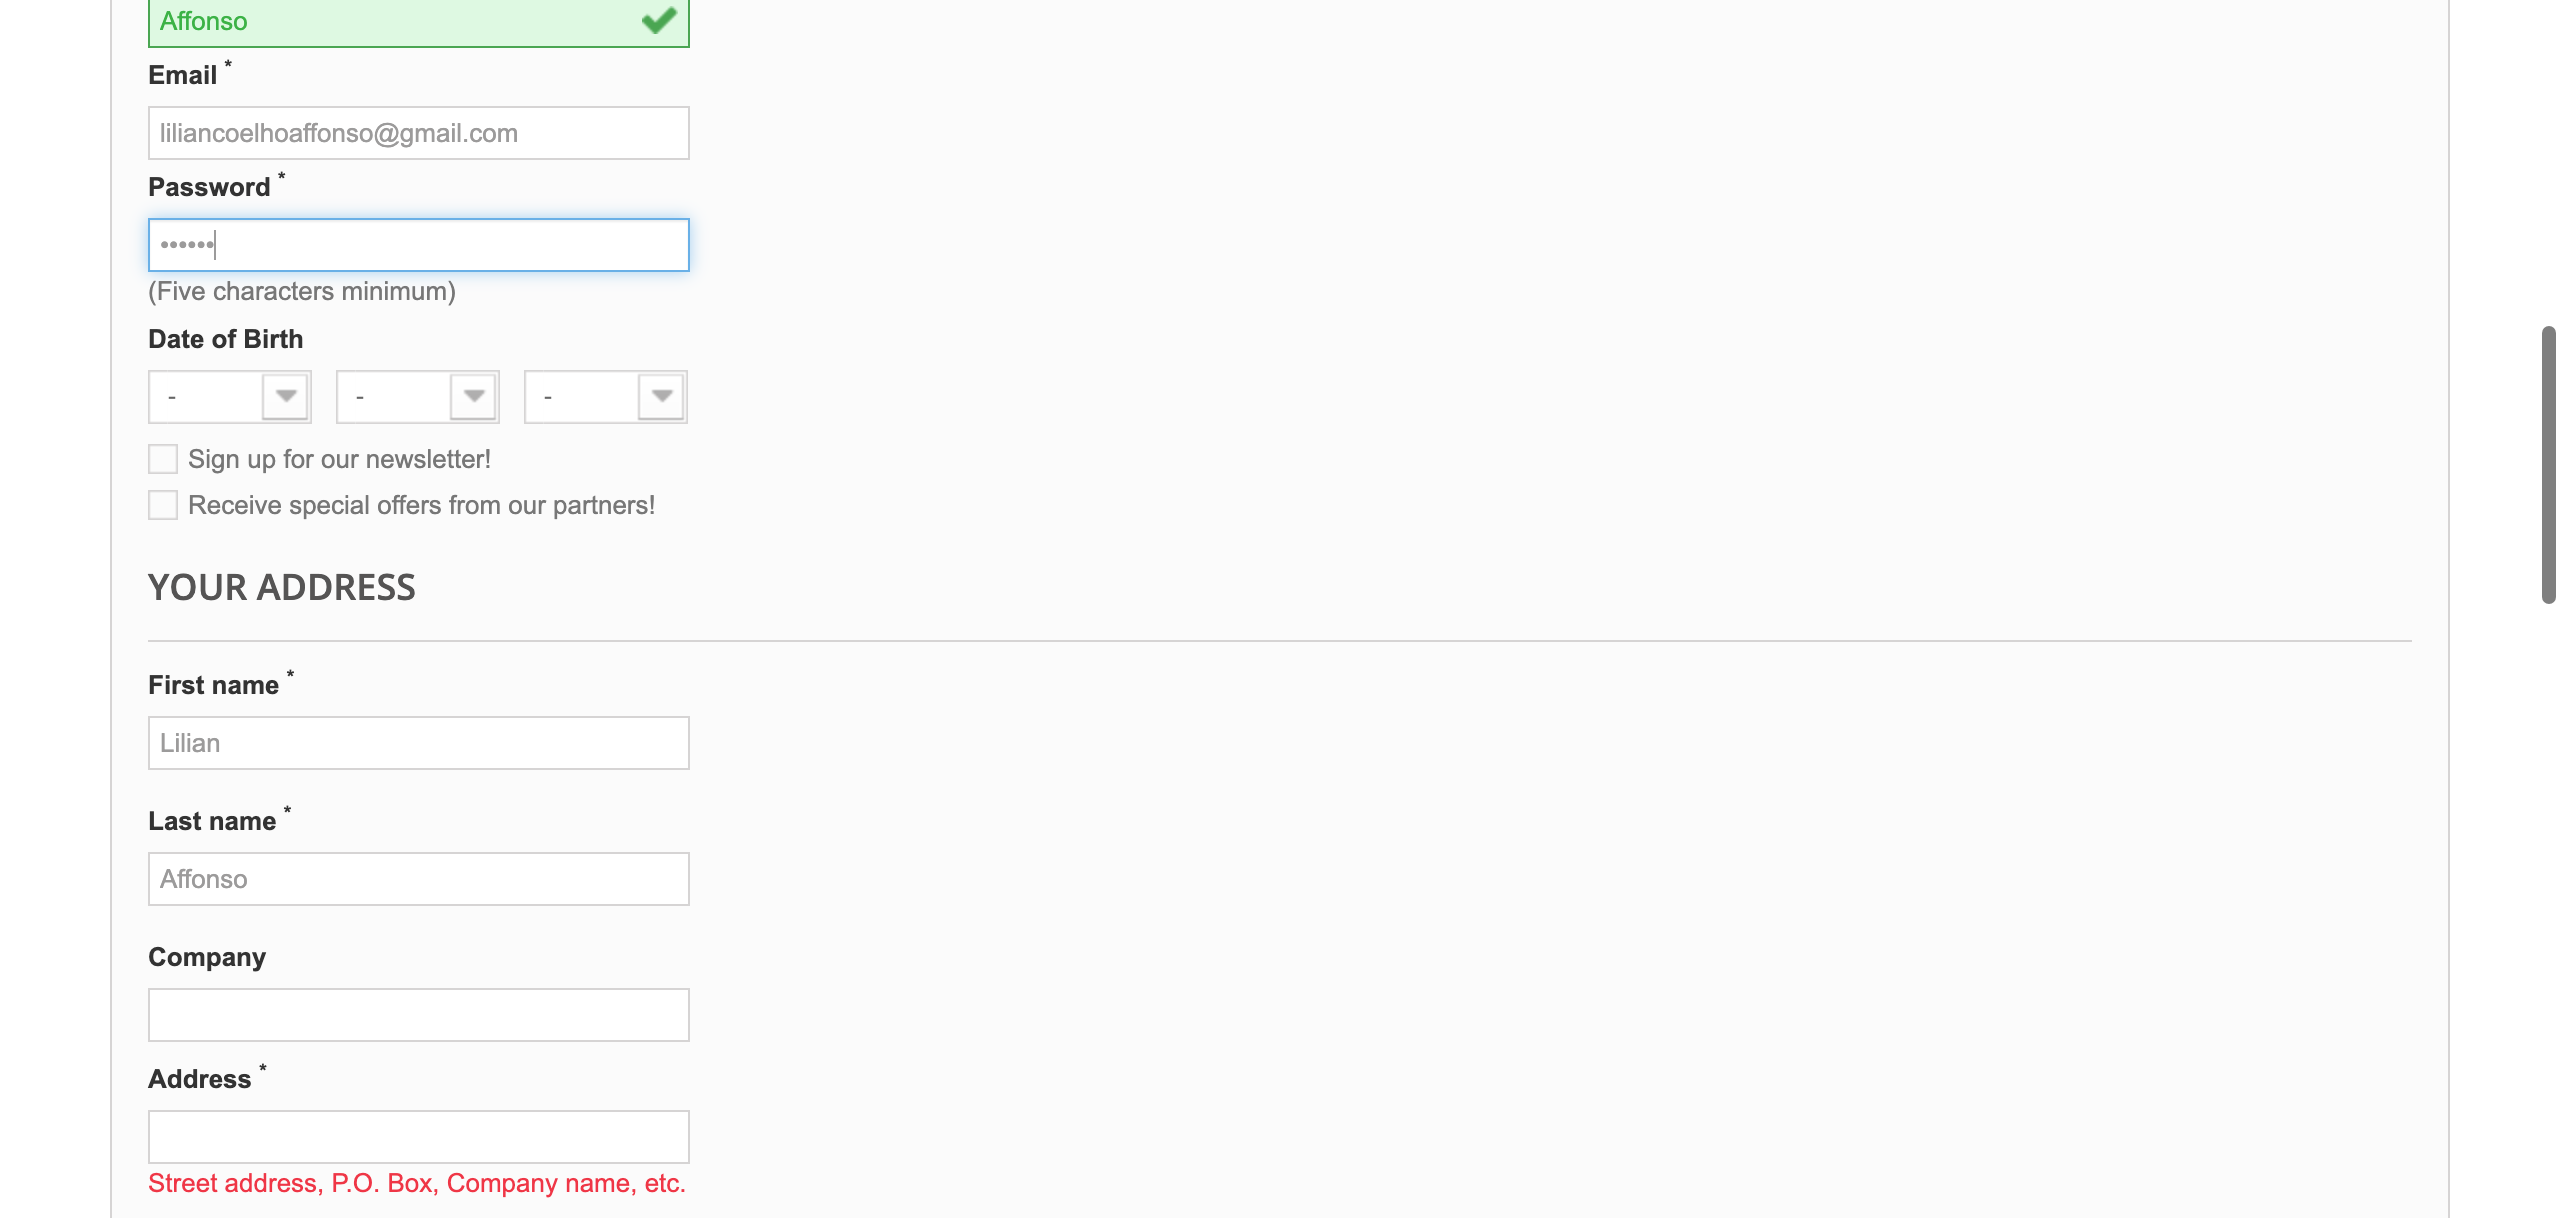 Affonso
Email *
liliancoelhoaffonso@gmail.com
Password *
••••••
(Five characters minimum)
Date of Birth
- - -
Sign up for our newsletter!
Receive special offers from our partners!
YOUR ADDRESS
First name *
Lilian
Last name *
Affonso
Company
Address *
Street address, P.O. Box, Company name, etc.